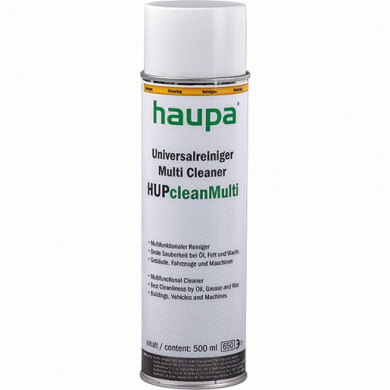 haupa®
Universalreiniger
Multi Cleaner
HUPcleanMulti
• Multifunktionaler Reiniger
• Beste Sauberkeit bei Öl, Fett und Wachs
• Gebäude, Fahrzeuge und Maschinen
• Multifunctional Cleaner
• Best Cleanliness by Oil, Grease and Wax
• Buildings, Vehicles and Machines
Inhalt / content: 500 ml 650